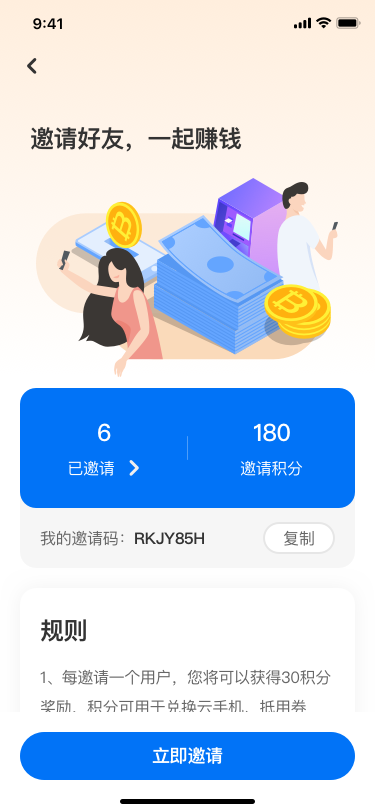 9:41
邀请好友，一起赚钱
6
已邀请
180
邀请积分
我的邀请码：RKJY85H
复制
规则
1、每邀请一个用户，您将可以获得30积分
奖励，积分可用于兑换云手机、抵用券
立即邀请